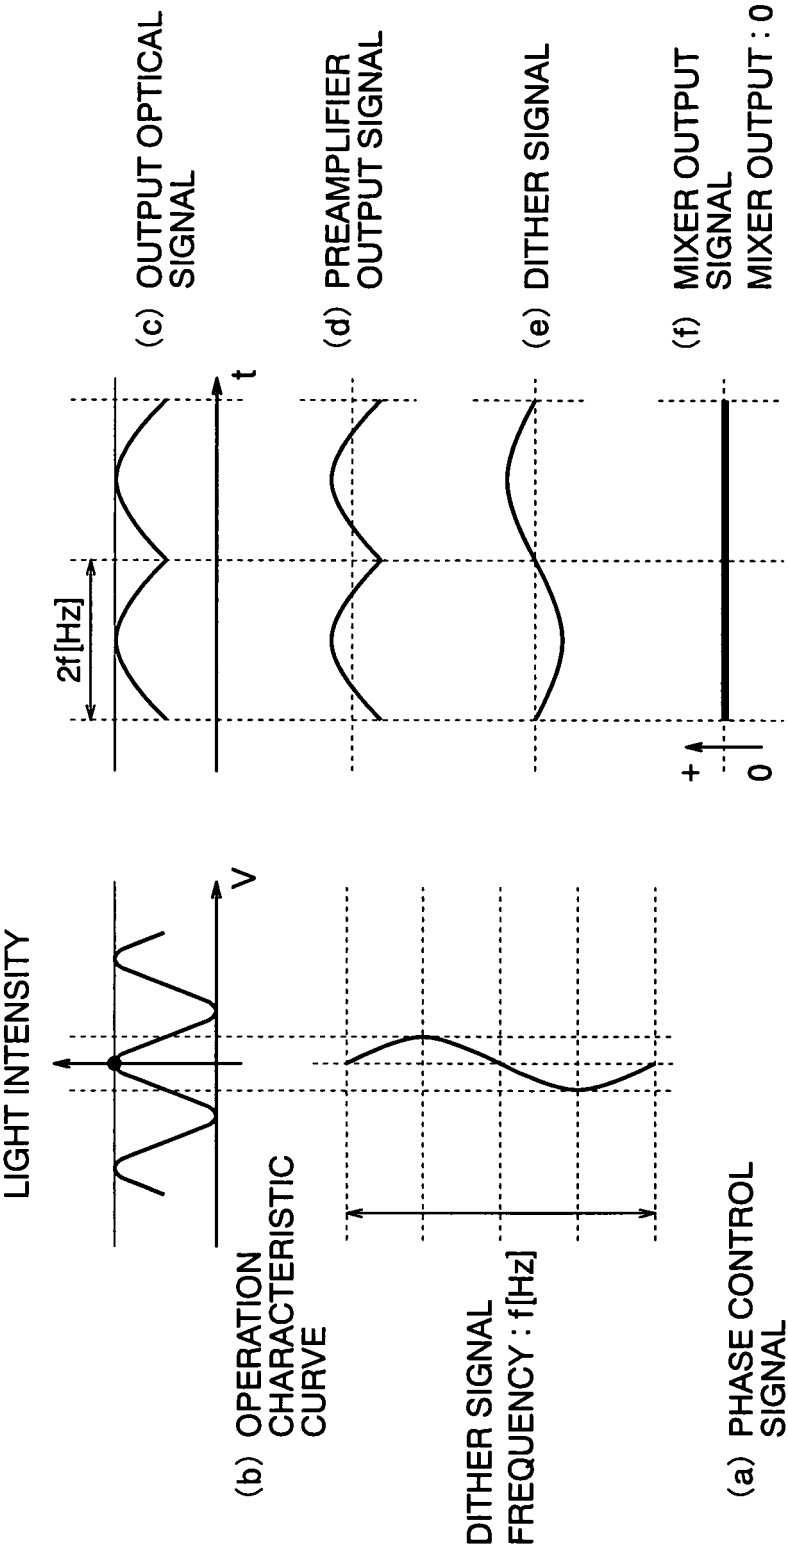 LIGHT INTENSITY
V
(b) OPERATION
CHARACTERISTIC
CURVE
DITHER SIGNAL
FREQUENCY : f[Hz]
(a) PHASE CONTROL
SIGNAL
2f[Hz]
t
(c) OUTPUT OPTICAL
SIGNAL
(d) PREAMPLIFIER
OUTPUT SIGNAL
(e) DITHER SIGNAL
+
0
(f) MIXER OUTPUT
SIGNAL
MIXER OUTPUT : 0